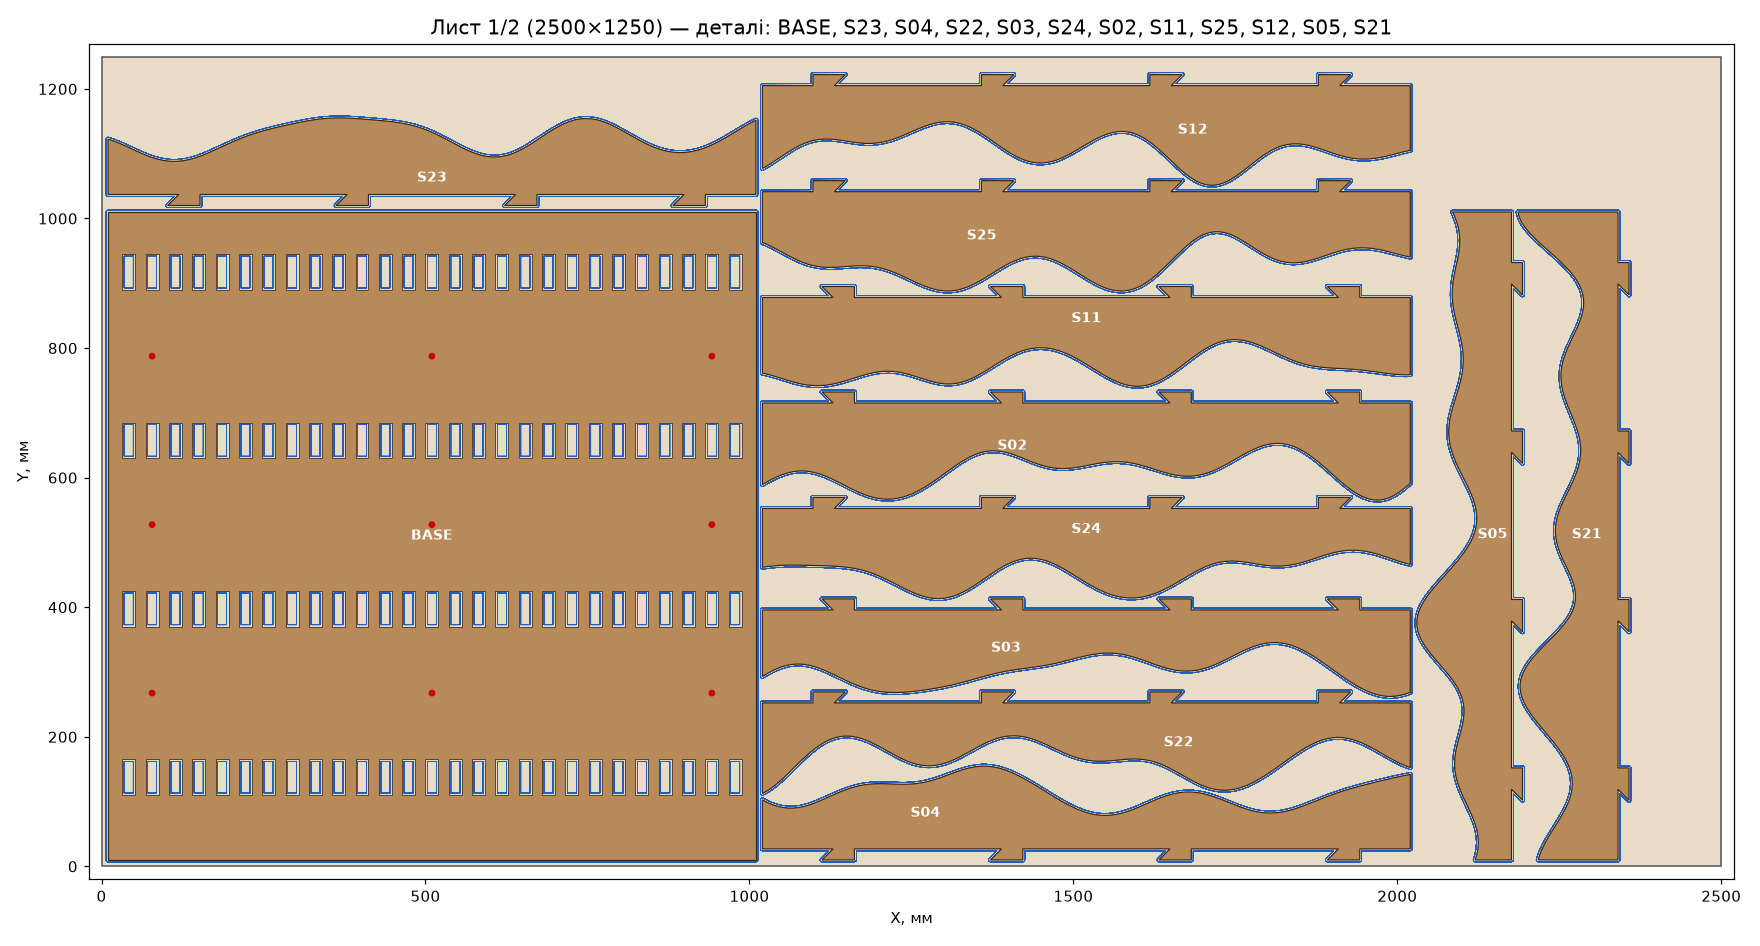 Лист 1/2 (2500×1250) — деталі: BASE, S23, S04, S22, S03, S24, S02, S11, S25, S12, S05, S21
1200
1000
800
600
400
200
0
Y, мм
S12
S23
S25
S11
S02
S24
BASE
S05
S21
S03
S22
S04
0
500
1000
1500
2000
2500
X, мм